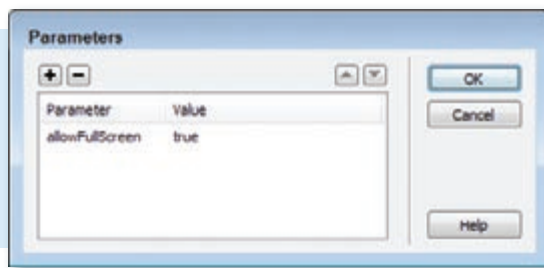 Parameters
OK
Parameter Value
Cancel
allowFullScreen true
Help